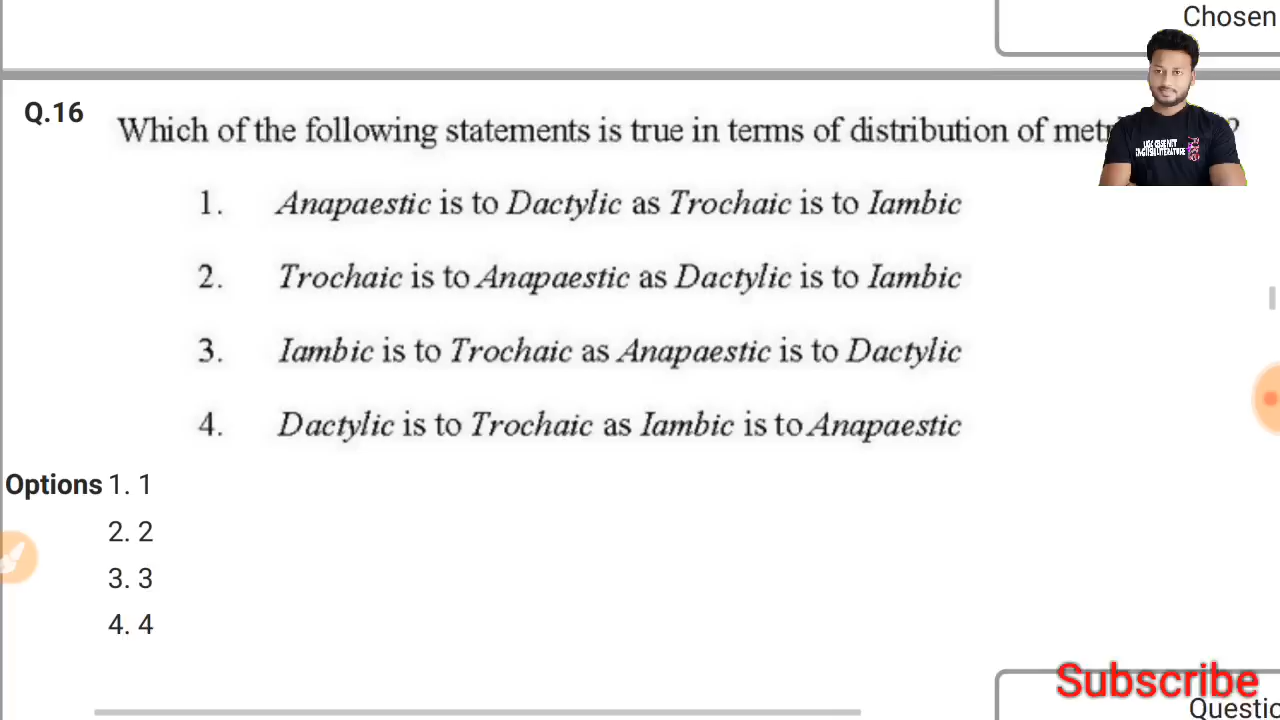 Chosen
Q.16 Which of the following statements is true in terms of distribution of ?
1. Anapaestic is to Dactylic as Trochaic is to Iambic
2. Trochaic is to Anapaestic as Dactylic is to Iambic
3. Iambic is to Trochaic as Anapaestic is to Dactylic
4. Dactylic is to Trochaic as Iambic is to Anapaestic
Options 1. 1
2. 2
3. 3
4. 4
Subscribe